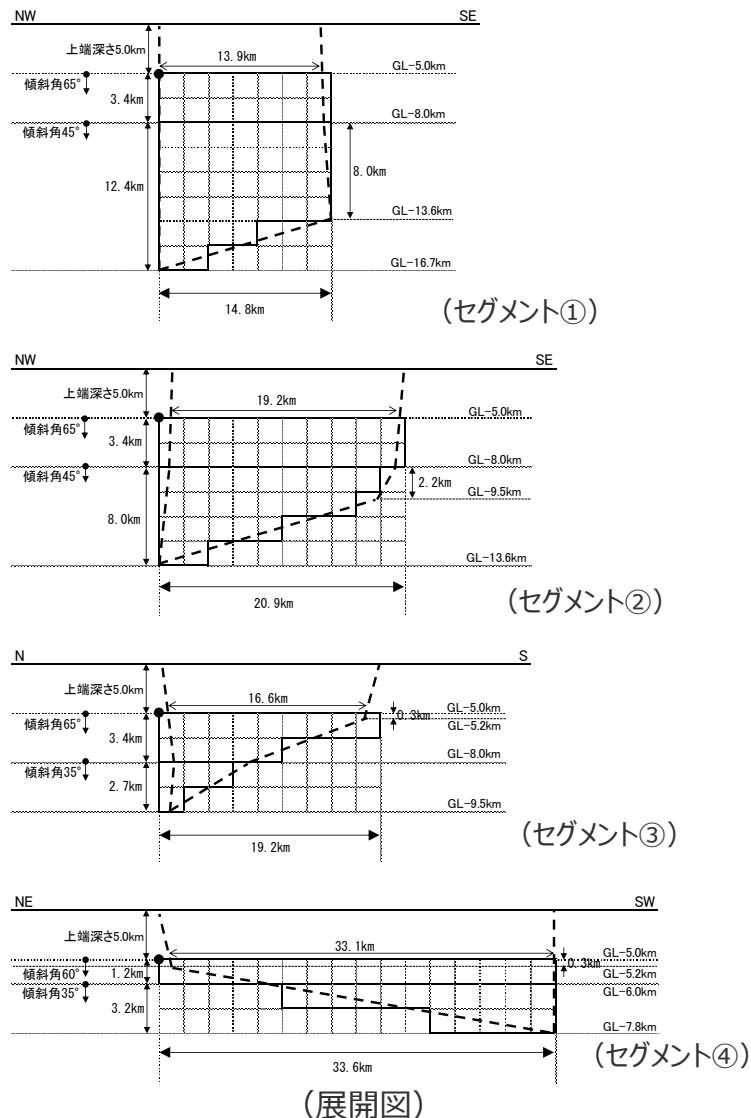 NW SE
上端深さ5.0km
13.9km
GL-5.0km
傾斜角65°
3.4km
GL-8.0km
傾斜角45°
12.4km
8.0km
GL-13.6km
GL-16.7km
14.8km
(セグメント①)
NW SE
上端深さ5.0km
19.2km
GL-5.0km
傾斜角65°
3.4km
GL-8.0km
傾斜角45°
2.2km
GL-9.5km
8.0km
GL-13.6km
20.9km
(セグメント②)
N S
上端深さ5.0km
16.6km
GL-5.0km
0.3km
GL-5.2km
傾斜角65°
3.4km
GL-8.0km
傾斜角35°
2.7km
GL-9.5km
19.2km
(セグメント③)
NE SW
上端深さ5.0km
33.1km
GL-5.0km
0.3km
傾斜角60°
1.2km
GL-5.2km
傾斜角35°
GL-6.0km
3.2km
GL-7.8km
33.6km
(セグメント④)
(展開図)